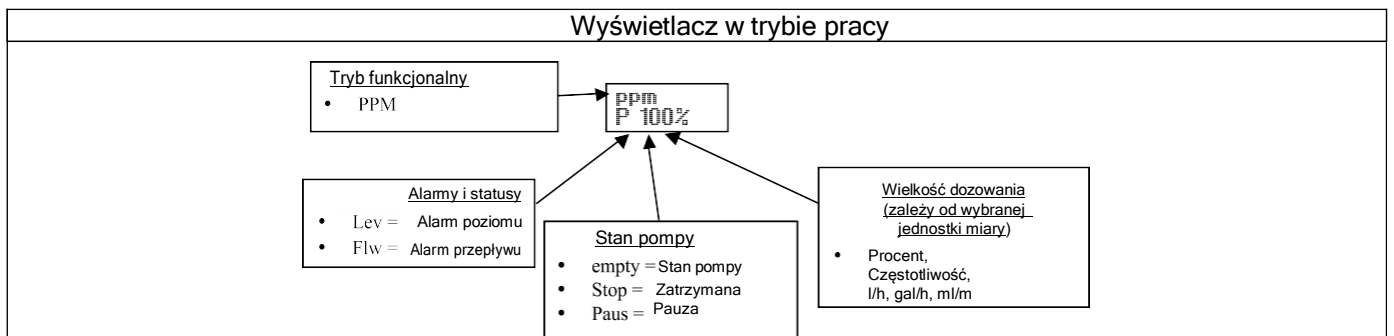 Wyświetlacz w trybie pracy
Tryb funkcjonalny
• PPM
ppm
P 100%
Alarmy i statusy
• Lev = Alarm poziomu
• Flw = Alarm przepływu
Stan pompy
• empty = Stan pompy
• Stop = Zatrzymana
• Paus = Pauza
Wielkość dozowania
(zależy od wybranej
jednostki miary)
• Procent,
Częstotliwość,
l/h, gal/h, ml/m